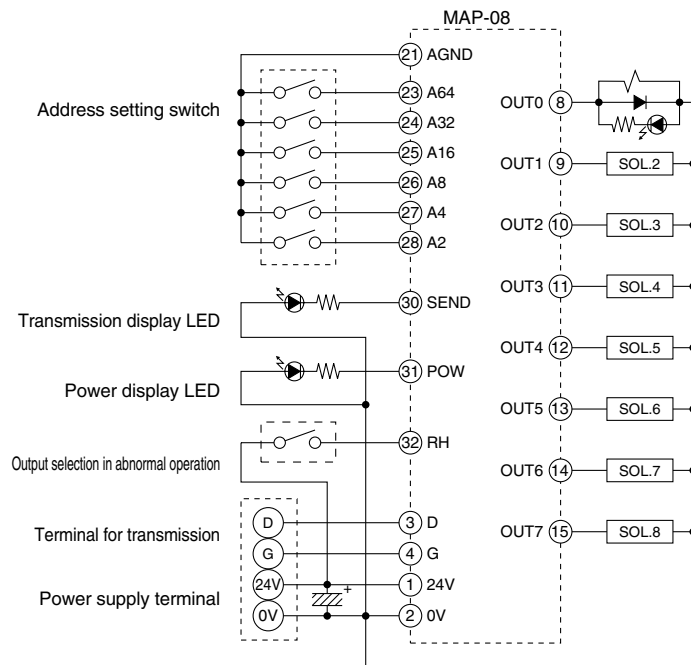 MAP-08
21 AGND
Address setting switch
23 A64
24 A32
25 A16
26 A8
27 A4
28 A2
OUT0 8
OUT1 9 SOL.2
OUT2 10 SOL.3
OUT3 11 SOL.4
OUT4 12 SOL.5
OUT5 13 SOL.6
OUT6 14 SOL.7
OUT7 15 SOL.8
Transmission display LED
30 SEND
Power display LED
31 POW
Output selection in abnormal operation
32 RH
Terminal for transmission
D 3 D
G 4 G
Power supply terminal
24V + 1 24V
0V 2 0V